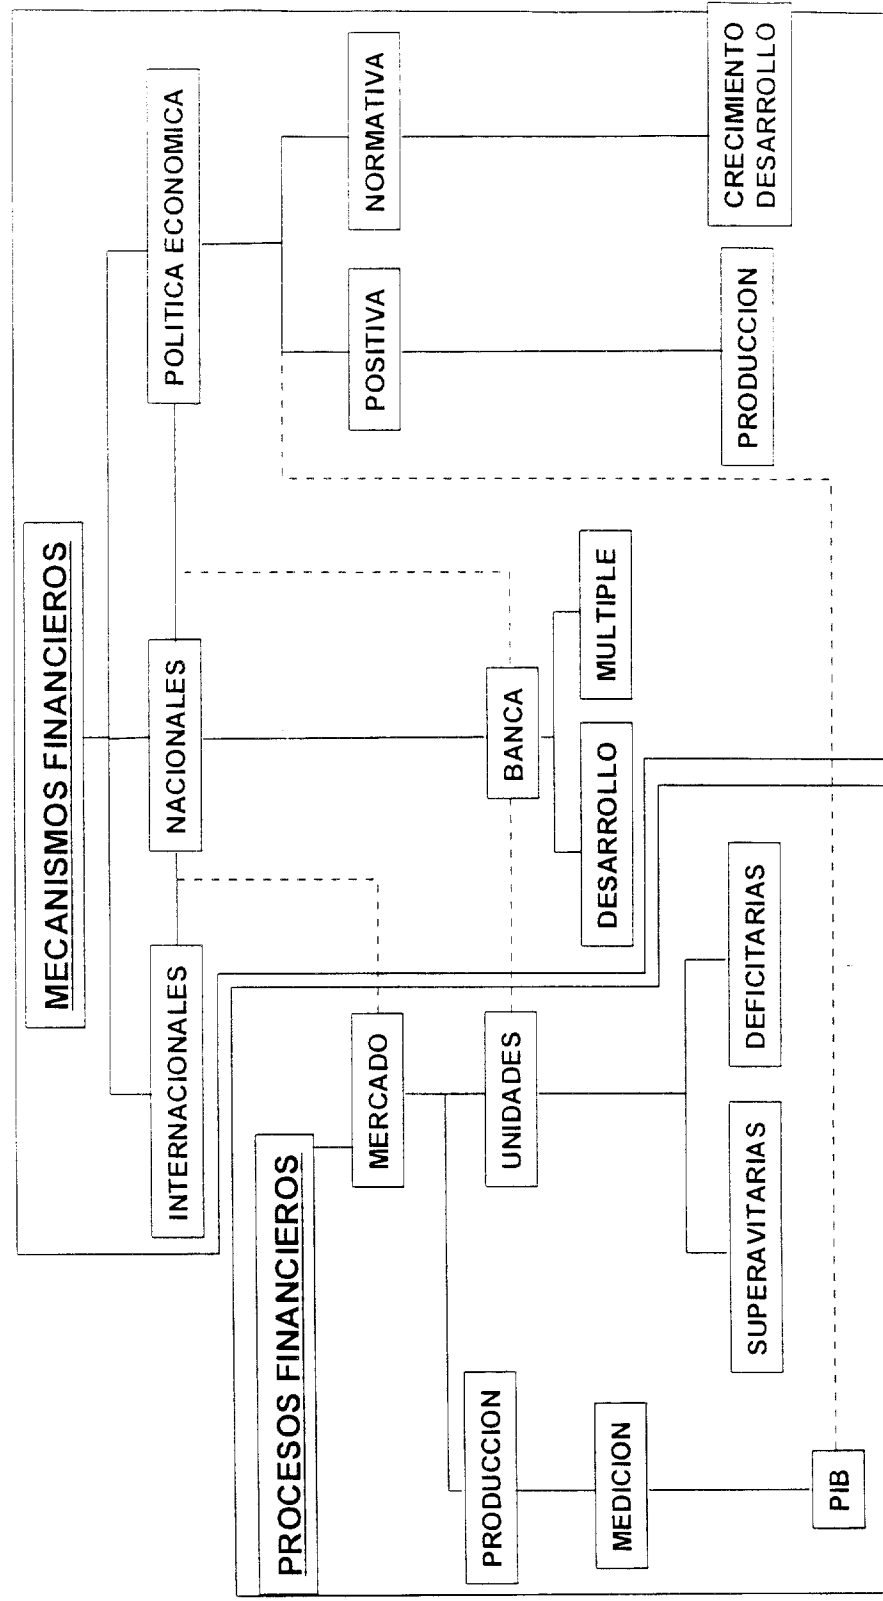 MECANISMOS FINANCIEROS
INTERNACIONALES
NACIONALES
POLITICA ECONOMICA
PROCESOS FINANCIEROS
MERCADO
POSITIVA
NORMATIVA
PRODUCCION
UNIDADES
BANCA
MEDICION
DESARROLLO
MULTIPLE
SUPERAVITARIAS
DEFICITARIAS
PRODUCCION
CRECIMIENTO
DESARROLLO
PIB